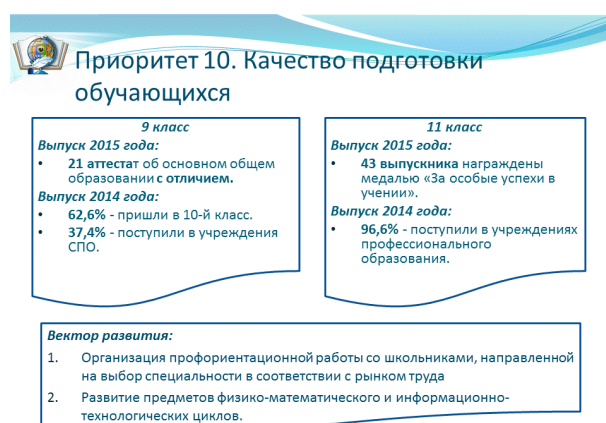 Приоритет 10. Качество подготовки
обучающихся
9 класс
Выпуск 2015 года:
• 21 аттестат об основном общем
образовании с отличием.
Выпуск 2014 года:
• 62,6% - пришли в 10-й класс.
• 37,4% - поступили в учреждения
СПО.
11 класс
Выпуск 2015 года:
• 43 выпускника награждены
медалью «За особые успехи в
учении».
Выпуск 2014 года:
• 96,6% - поступили в учреждениях
профессионального
образования.
Вектор развития:
1. Организация профориентационной работы со школьниками, направленной
на выбор специальности в соответствии с рынком труда
2. Развитие предметов физико-математического и информационно-
технологических циклов.